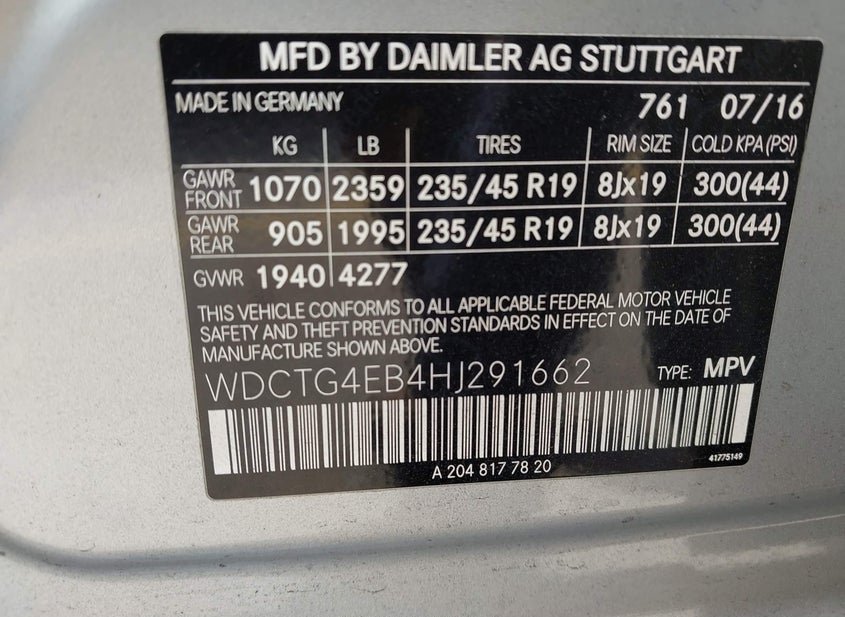 MFD BY DAIMLER AG STUTTGART
MADE IN GERMANY 761 07/16
KG LB TIRES RIM SIZE COLD KPA (PSI)
GAWR FRONT 1070 2359 235/45 R19 8Jx19 300(44)
GAWR REAR 905 1995 235/45 R19 8Jx19 300(44)
GVWR 1940 4277
THIS VEHICLE CONFORMS TO ALL APPLICABLE FEDERAL MOTOR VEHICLE
SAFETY AND THEFT PREVENTION STANDARDS IN EFFECT ON THE DATE OF
MANUFACTURE SHOWN ABOVE.
WDCTG4EB4HJ291662 TYPE: MPV
A 204 817 78 20 41775149